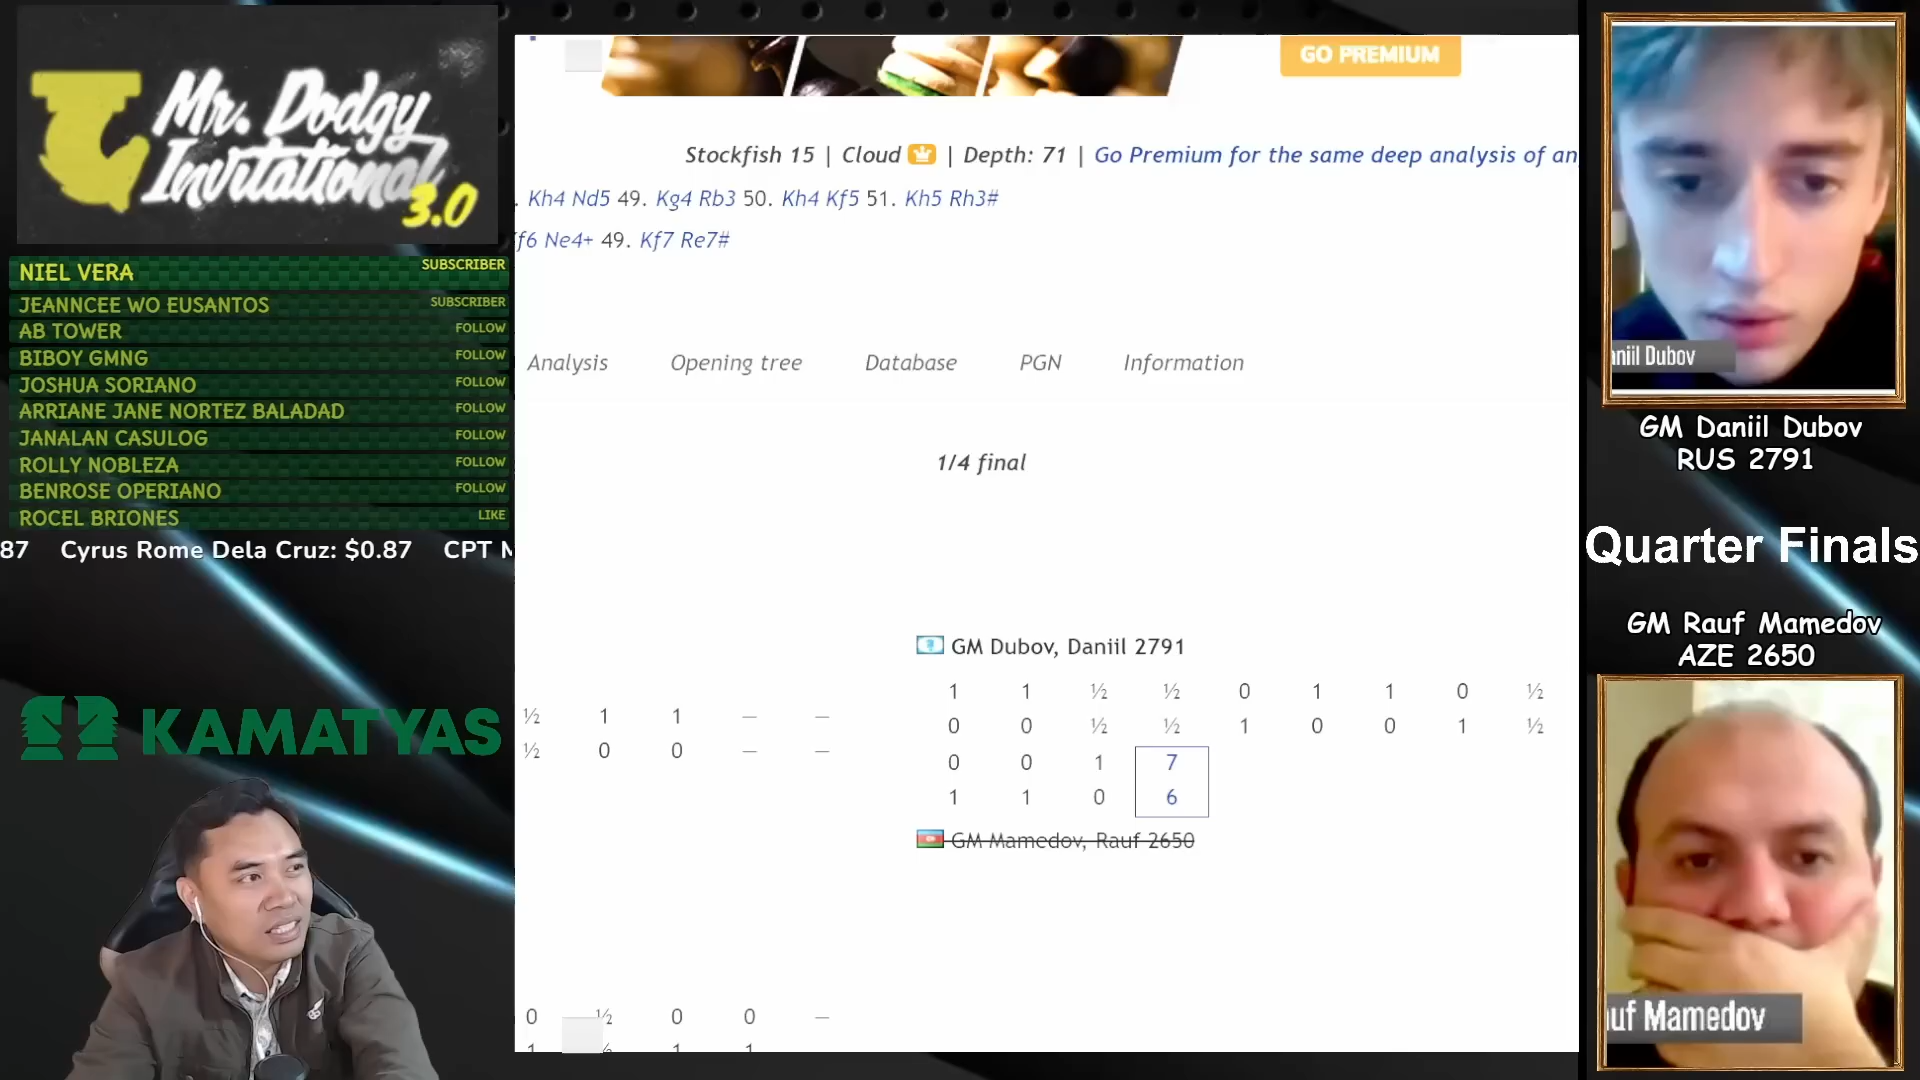 Mr. Dodgy
Invitational
3.0
NIEL VERA SUBSCRIBER
JEANNCEE WO EUSANTOS SUBSCRIBER
AB TOWER FOLLOW
BIBOY GMNG FOLLOW
JOSHUA SORIANO FOLLOW
ARRIANE JANE NORTEZ BALADAD FOLLOW
JANALAN CASULOG FOLLOW
ROLLY NOBLEZA FOLLOW
BENROSE OPERIANO FOLLOW
ROCEL BRIONES LIKE
87 Cyrus Rome Dela Cruz: $0.87 CPT
KAMATYAS
GO PREMIUM
Stockfish 15 | Cloud | Depth: 71 | Go Premium for the same deep analysis of an
. Kh4 Nd5 49. Kg4 Rb3 50. Kh4 Kf5 51. Kh5 Rh3#
f6 Ne4+ 49. Kf7 Re7#
Analysis Opening tree Database PGN Information
1/4 final
½ 1 1 — —
½ 0 0 — —
GM Dubov, Daniil 2791
1 1 ½ ½ 0 1 1 0 ½
0 0 ½ ½ 1 0 0 1 ½
0 0 1 7
1 1 0 6
GM Mamedov, Rauf 2650
0 ½ 0 0 —
1 1 1
aniil Dubov
GM Daniil Dubov
RUS 2791
Quarter Finals
GM Rauf Mamedov
AZE 2650
uf Mamedov